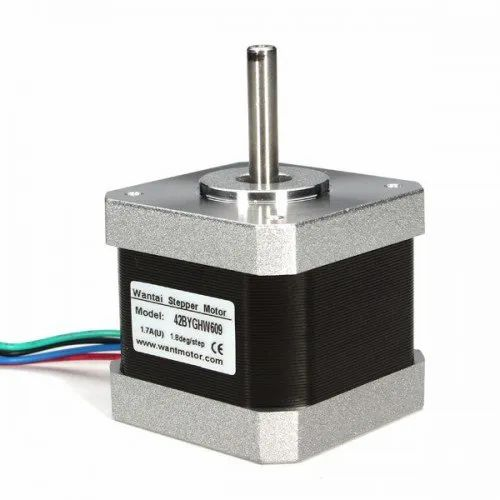 Wantai Stepper Motor
Model: 42BYGHW609
1.7A(U) 1.8deg/step CE
www.wantmotor.com